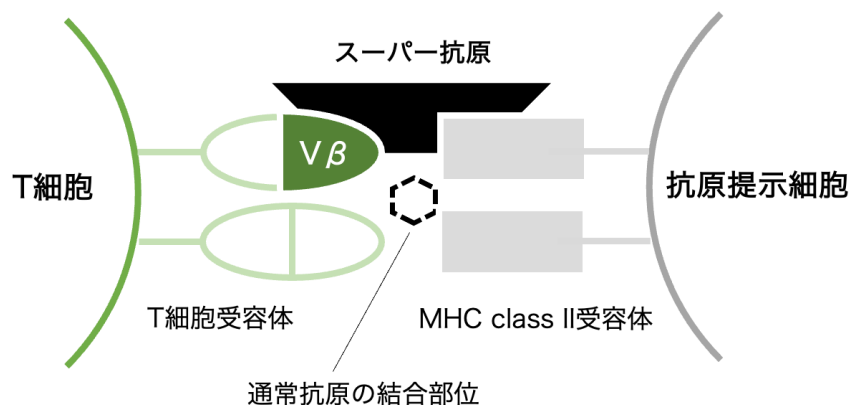 スーパー抗原
Vβ
T細胞
抗原提示細胞
T細胞受容体
MHC class II受容体
通常抗原の結合部位